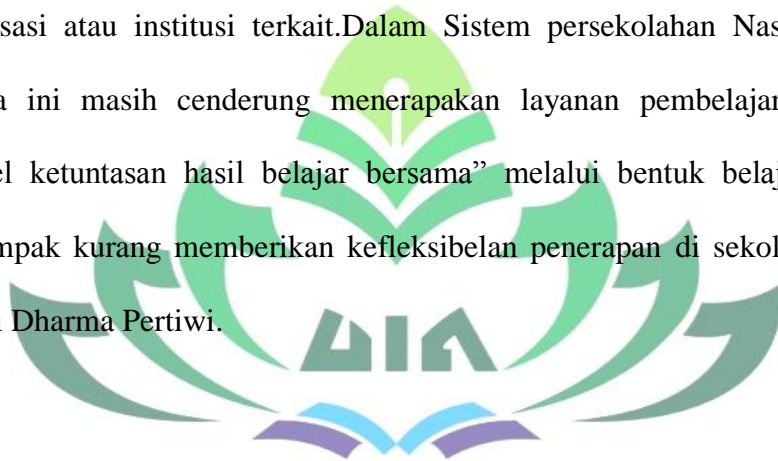 sasi atau institusi terkait.Dalam Sistem persekolahan Nas
a ini masih cenderung menerapakan layanan pembelajar
el ketuntasan hasil belajar bersama” melalui bentuk belaj
mpak kurang memberikan kefleksibelan penerapan di sekol
i Dharma Pertiwi.
UIN